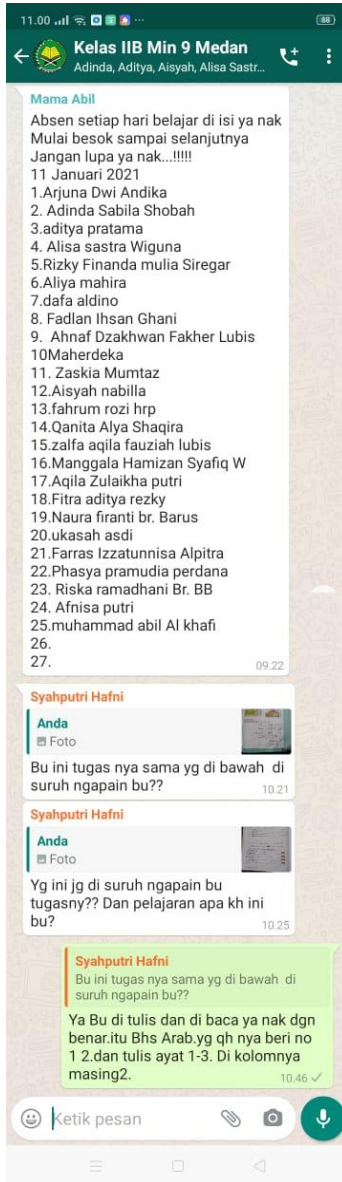 11.00
88
Kelas IIB Min 9 Medan
Adinda, Aditya, Aisyah, Alisa Sastr...
Mama Abil
Absen setiap hari belajar di isi ya nak
Mulai besok sampai selanjutnya
Jangan lupa ya nak...!!!!!
11 Januari 2021
1.Arjuna Dwi Andika
2. Adinda Sabila Shobah
3.aditya pratama
4. Alisa sastra Wiguna
5.Rizky Finanda mulia Siregar
6.Aliya mahira
7.dafa aldino
8. Fadlan Ihsan Ghani
9. Ahnaf Dzakhwan Fakher Lubis
10Maherdeka
11. Zaskia Mumtaz
12.Aisyah nabilla
13.fahrum rozi hrp
14.Qanita Alya Shaqira
15.zalfa aqila fauziah lubis
16.Manggala Hamizan Syafiq W
17.Aqila Zulaikha putri
18.Fitra aditya rezky
19.Naura firanti br. Barus
20.ukasah asdi
21.Farras Izzatunnisa Alpitra
22.Phasya pramudia perdana
23. Riska ramadhani Br. BB
24. Afnisa putri
25.muhammad abil Al khafi
26.
27.
09.22
Syahputri Hafni
Anda
Foto
Bu ini tugas nya sama yg di bawah di
suruh ngapain bu??
10.21
Syahputri Hafni
Anda
Foto
Yg ini jg di suruh ngapain bu
tugasny?? Dan pelajaran apa kh ini
bu?
10.25
Syahputri Hafni
Bu ini tugas nya sama yg di bawah di
suruh ngapain bu??
Ya Bu di tulis dan di baca ya nak dgn
benar.itu Bhs Arab.yg qh nya beri no
1 2.dan tulis ayat 1-3. Di kolomnya
masing2.
10.46
Ketik pesan